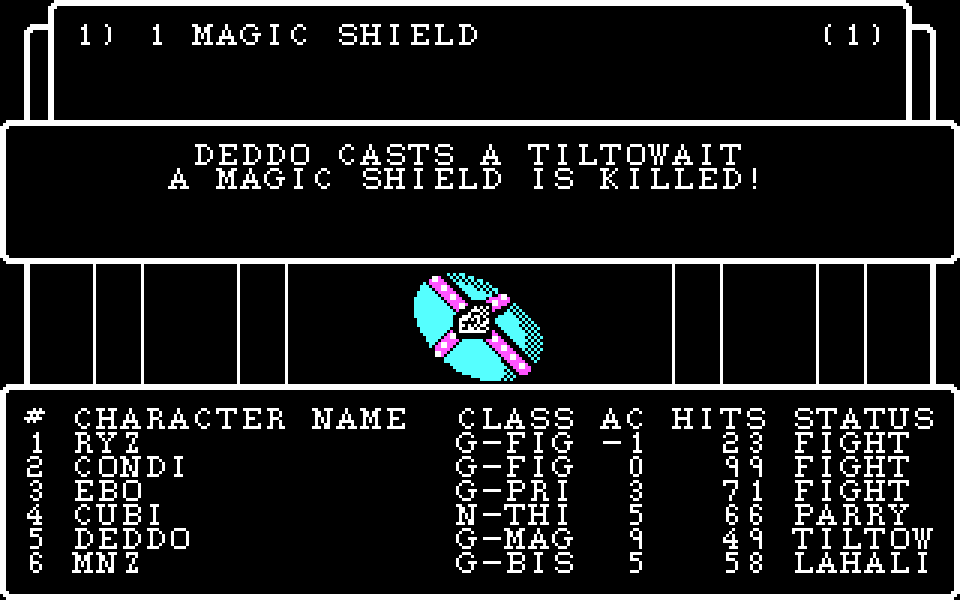 1) 1 MAGIC SHIELD (1)
DEDDO CASTS A TILTOWAIT
A MAGIC SHIELD IS KILLED!
# CHARACTER NAME CLASS AC HITS STATUS
1 RYZ G-FIG -1 23 FIGHT
2 CONDI G-FIG 0 99 FIGHT
3 EBO G-PRI 3 71 FIGHT
4 CUBI N-THI 5 66 PARRY
5 DEDDO G-MAG 9 49 TILTOW
6 MNZ G-BIS 5 58 LAHALI